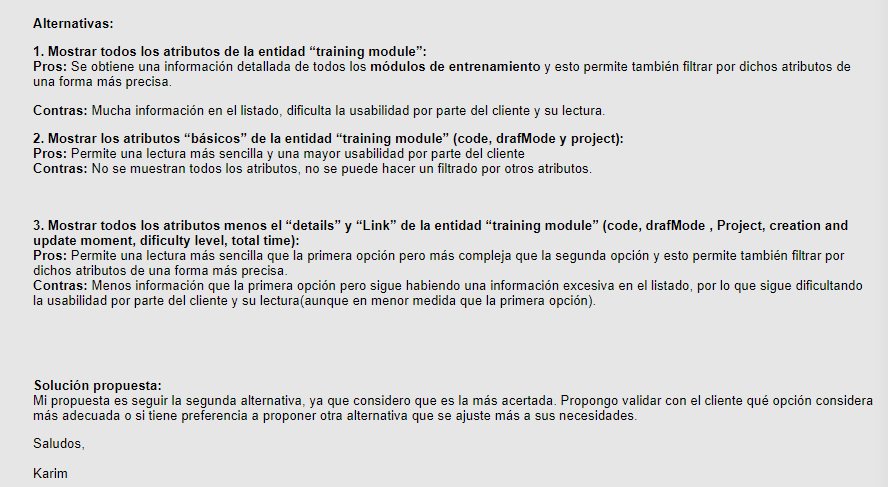 Alternativas:
1. Mostrar todos los atributos de la entidad “training module”:
Pros: Se obtiene una información detallada de todos los módulos de entrenamiento y esto permite también filtrar por dichos atributos de
una forma más precisa.
Contras: Mucha información en el listado, dificulta la usabilidad por parte del cliente y su lectura.
2. Mostrar los atributos “básicos” de la entidad “training module” (code, drafMode y project):
Pros: Permite una lectura más sencilla y una mayor usabilidad por parte del cliente
Contras: No se muestran todos los atributos, no se puede hacer un filtrado por otros atributos.
3. Mostrar todos los atributos menos el “details” y “Link” de la entidad “training module” (code, drafMode , Project, creation and
update moment, dificulty level, total time):
Pros: Permite una lectura más sencilla que la primera opción pero más compleja que la segunda opción y esto permite también filtrar por
dichos atributos de una forma más precisa.
Contras: Menos información que la primera opción pero sigue habiendo una información excesiva en el listado, por lo que sigue dificultando
la usabilidad por parte del cliente y su lectura(aunque en menor medida que la primera opción).
Solución propuesta:
Mi propuesta es seguir la segunda alternativa, ya que considero que es la más acertada. Propongo validar con el cliente qué opción considera
más adecuada o si tiene preferencia a proponer otra alternativa que se ajuste más a sus necesidades.
Saludos,
Karim